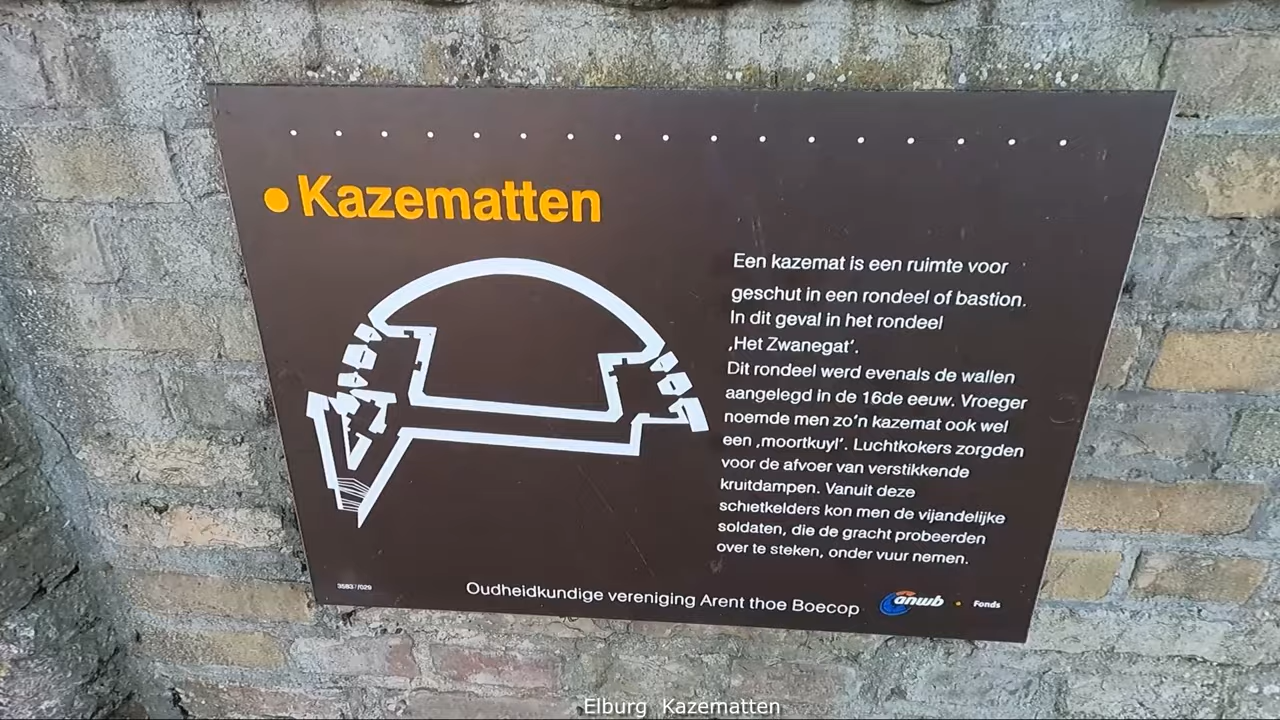 Kazematten
Een kazemat is een ruimte voor
geschut in een rondeel of bastion.
In dit geval in het rondeel
‚Het Zwanegat’.
Dit rondeel werd evenals de wallen
aangelegd in de 16de eeuw. Vroeger
noemde men zo'n kazemat ook wel
een ‚moortkuyl’. Luchtkokers zorgden
voor de afvoer van verstikkende
kruitdampen. Vanuit deze
schietkelders kon men de vijandelijke
soldaten, die de gracht probeerden
over te steken, onder vuur nemen.
Oudheidkundige vereniging Arent thoe Boecop
anwb • Fonds
Elburg Kazematten